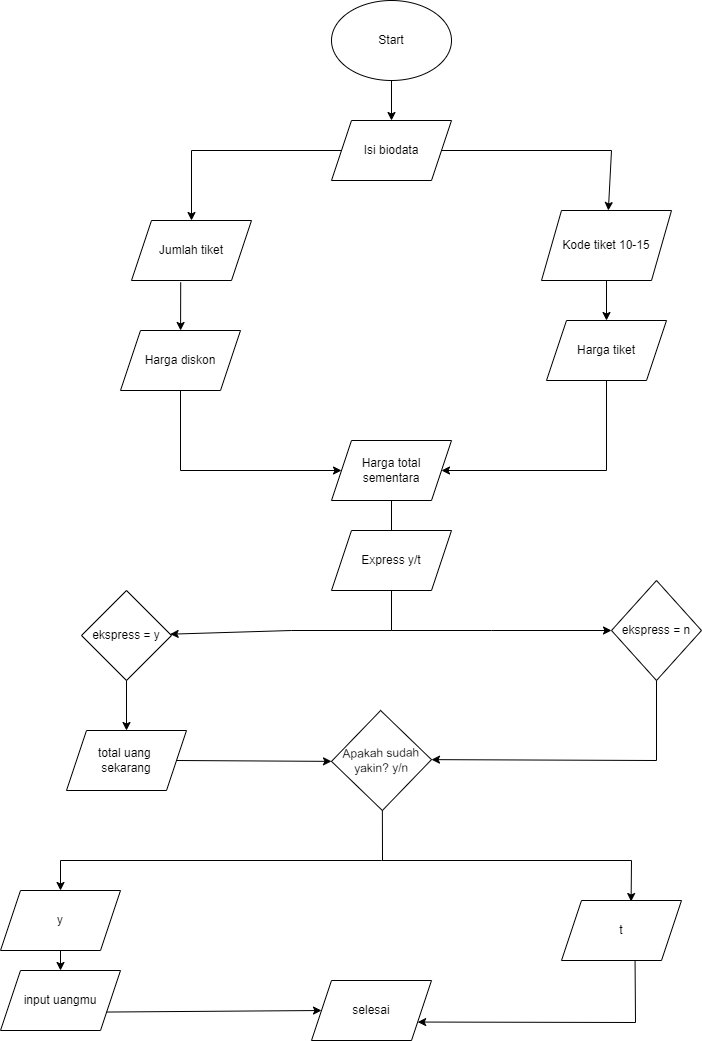 Start
Isi biodata
Jumlah tiket
Kode tiket 10-15
Harga diskon
Harga tiket
Harga total
sementara
Express y/t
ekspress = y
ekspress = n
total uang
sekarang
Apakah sudah
yakin? y/n
y
t
input uangmu
selesai